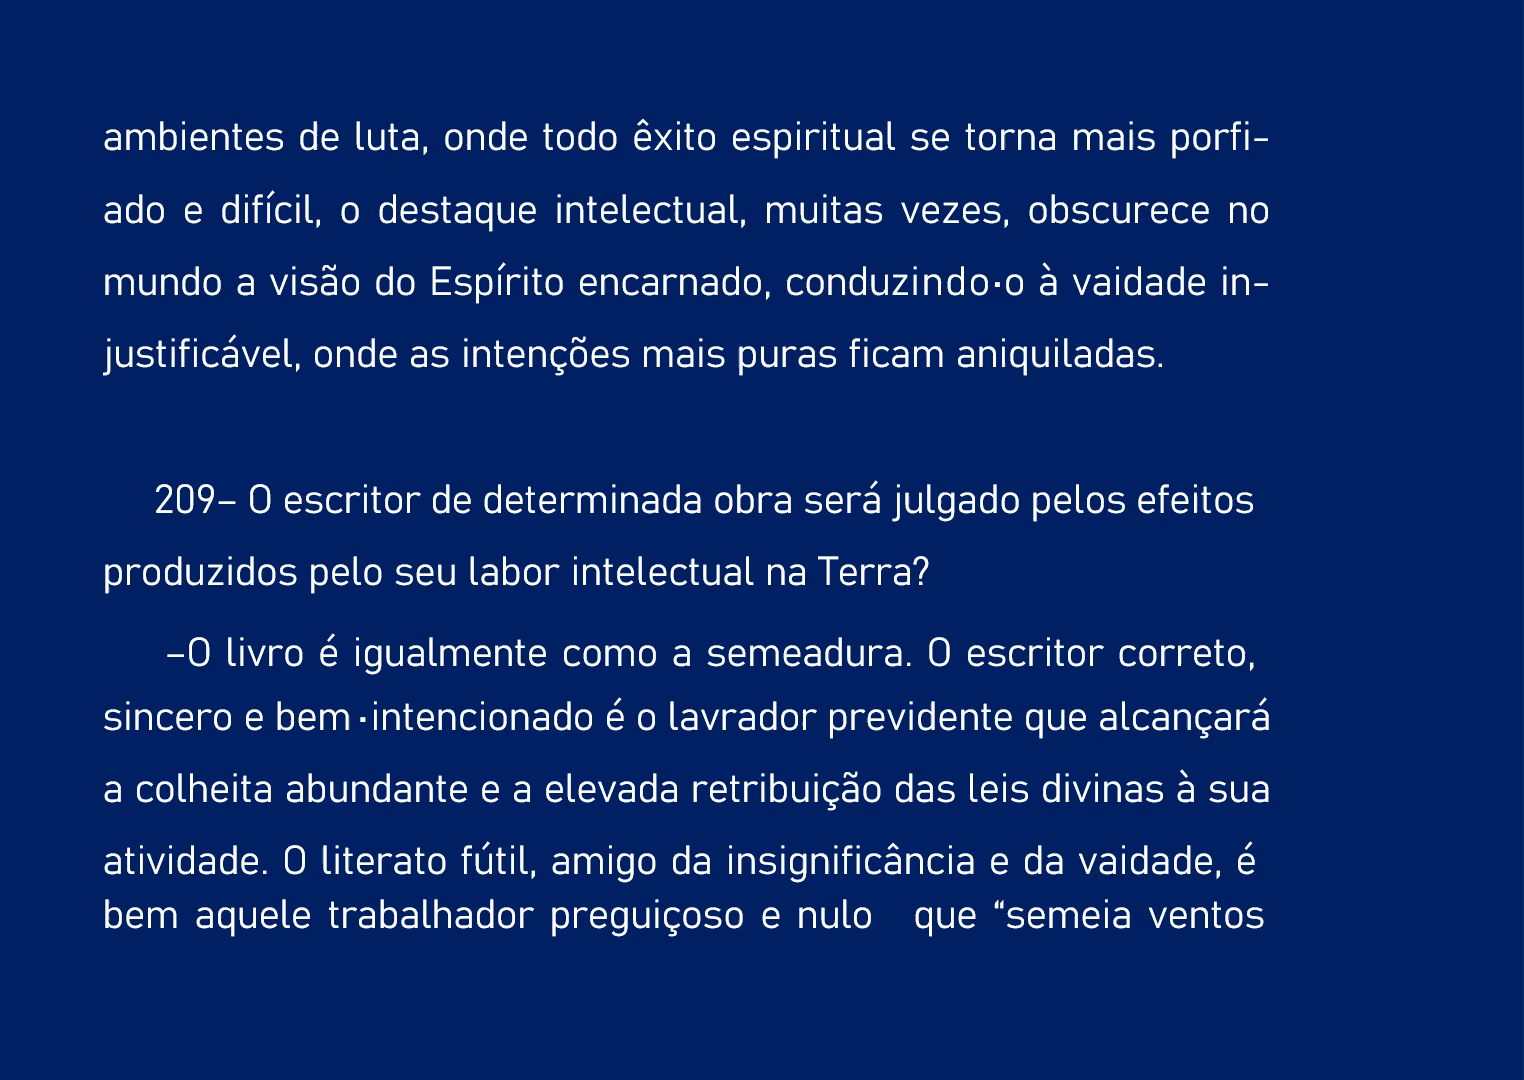 ambientes de luta, onde todo êxito espiritual se torna mais porfi-
ado e difícil, o destaque intelectual, muitas vezes, obscurece no
mundo a visão do Espírito encarnado, conduzindo·o à vaidade in-
justificável, onde as intenções mais puras ficam aniquiladas.
209– O escritor de determinada obra será julgado pelos efeitos
produzidos pelo seu labor intelectual na Terra?
–O livro é igualmente como a semeadura. O escritor correto,
sincero e bem·intencionado é o lavrador previdente que alcançará
a colheita abundante e a elevada retribuição das leis divinas à sua
atividade. O literato fútil, amigo da insignificância e da vaidade, é
bem aquele trabalhador preguiçoso e nulo que “semeia ventos